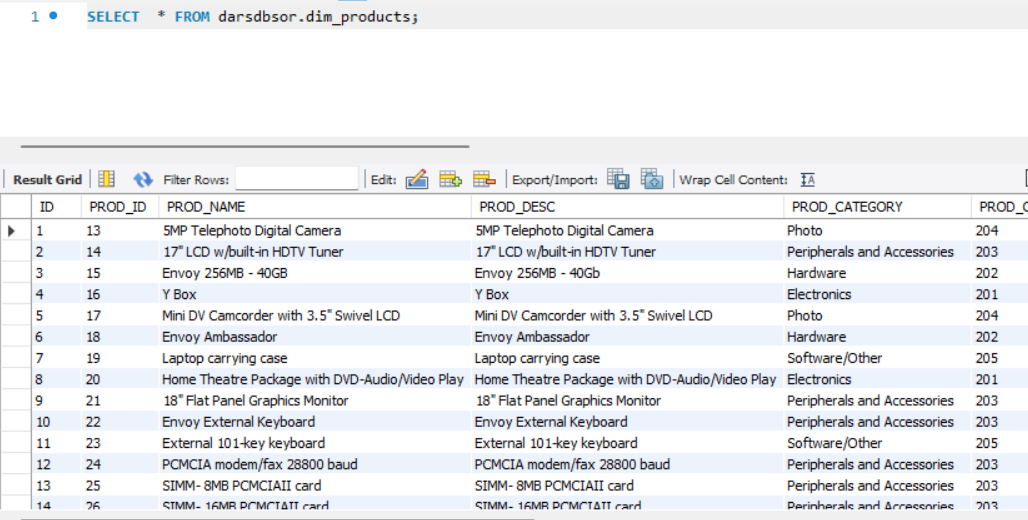 1 SELECT * FROM darsdbsor.dim_products;
Result Grid Filter Rows: Edit: Export/Import: Wrap Cell Content:
ID PROD_ID PROD_NAME PROD_DESC PROD_CATEGORY
1 13 5MP Telephoto Digital Camera 5MP Telephoto Digital Camera Photo 204
2 14 17" LCD w/built-in HDTV Tuner 17" LCD w/built-in HDTV Tuner Peripherals and Accessories 203
3 15 Envoy 256MB - 40GB Envoy 256MB - 40Gb Hardware 202
4 16 Y Box Y Box Electronics 201
5 17 Mini DV Camcorder with 3.5" Swivel LCD Mini DV Camcorder with 3.5" Swivel LCD Photo 204
6 18 Envoy Ambassador Envoy Ambassador Hardware 202
7 19 Laptop carrying case Laptop carrying case Software/Other 205
8 20 Home Theatre Package with DVD-Audio/Video Play Home Theatre Package with DVD-Audio/Video Play Electronics 201
9 21 18" Flat Panel Graphics Monitor 18" Flat Panel Graphics Monitor Peripherals and Accessories 203
10 22 Envoy External Keyboard Envoy External Keyboard Peripherals and Accessories 203
11 23 External 101-key keyboard External 101-key keyboard Software/Other 205
12 24 PCMCIA modem/fax 28800 baud PCMCIA modem/fax 28800 baud Peripherals and Accessories 203
13 25 SIMM- 8MB PCMCIAII card SIMM- 8MB PCMCIAII card Peripherals and Accessories 203
14 26 SIMM- 16MB PCMCIAII card SIMM- 16MB PCMCIAII card Peripherals and Accessories 203